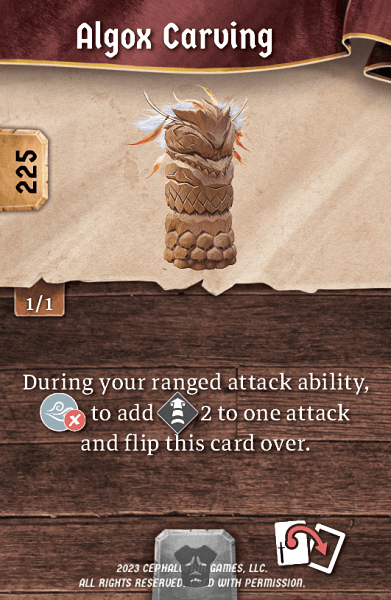 Algox Carving
225
1/1
During your ranged attack ability,
to add 2 to one attack
and flip this card over.
2023 CEPHAL GAMES, LLC.
ALL RIGHTS RESERVED. WITH PERMISSION.